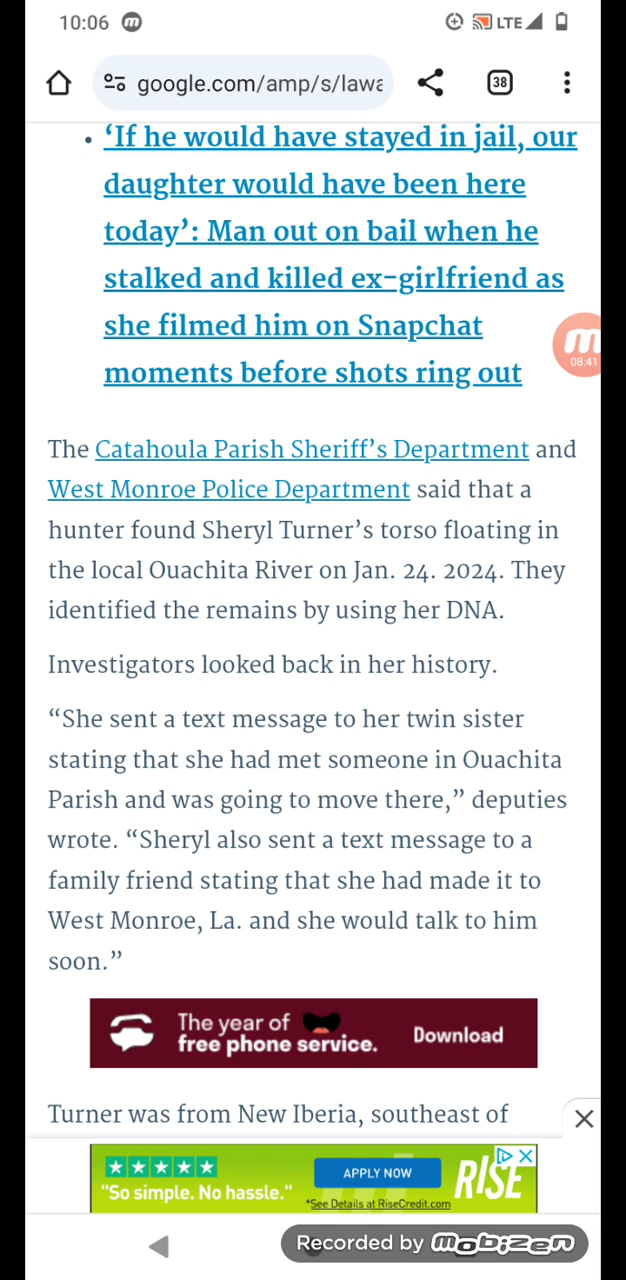 10:06 m LTE
google.com/amp/s/lawa 38
• ‘If he would have stayed in jail, our
daughter would have been here
today’: Man out on bail when he
stalked and killed ex-girlfriend as
she filmed him on Snapchat
moments before shots ring out
m
08:41
The Catahoula Parish Sheriff’s Department and
West Monroe Police Department said that a
hunter found Sheryl Turner’s torso floating in
the local Ouachita River on Jan. 24. 2024. They
identified the remains by using her DNA.
Investigators looked back in her history.
“She sent a text message to her twin sister
stating that she had met someone in Ouachita
Parish and was going to move there,” deputies
wrote. “Sheryl also sent a text message to a
family friend stating that she had made it to
West Monroe, La. and she would talk to him
soon.”
The year of
free phone service. Download
Turner was from New Iberia, southeast of
"So simple. No hassle."
APPLY NOW
*See Details at RiseCredit.com
RISE
Recorded by mobizen